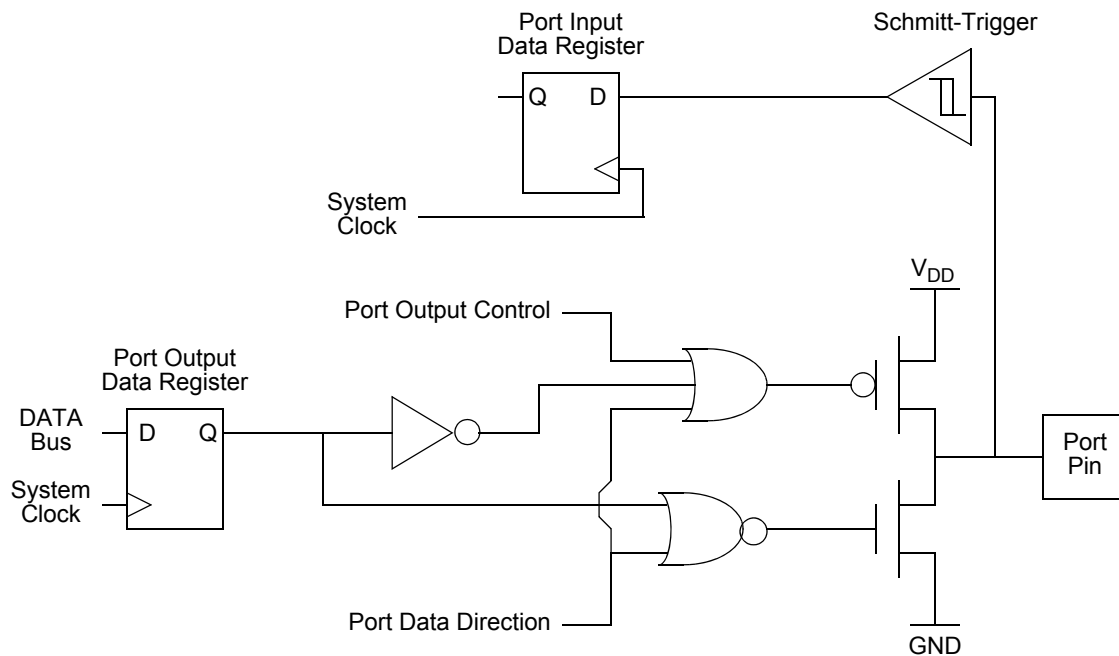 Port Input
Data Register
Schmitt-Trigger
Q D
System
Clock
VDD
Port Output Control
Port Output
Data Register
DATA
Bus
D Q
System
Clock
Port
Pin
Port Data Direction
GND